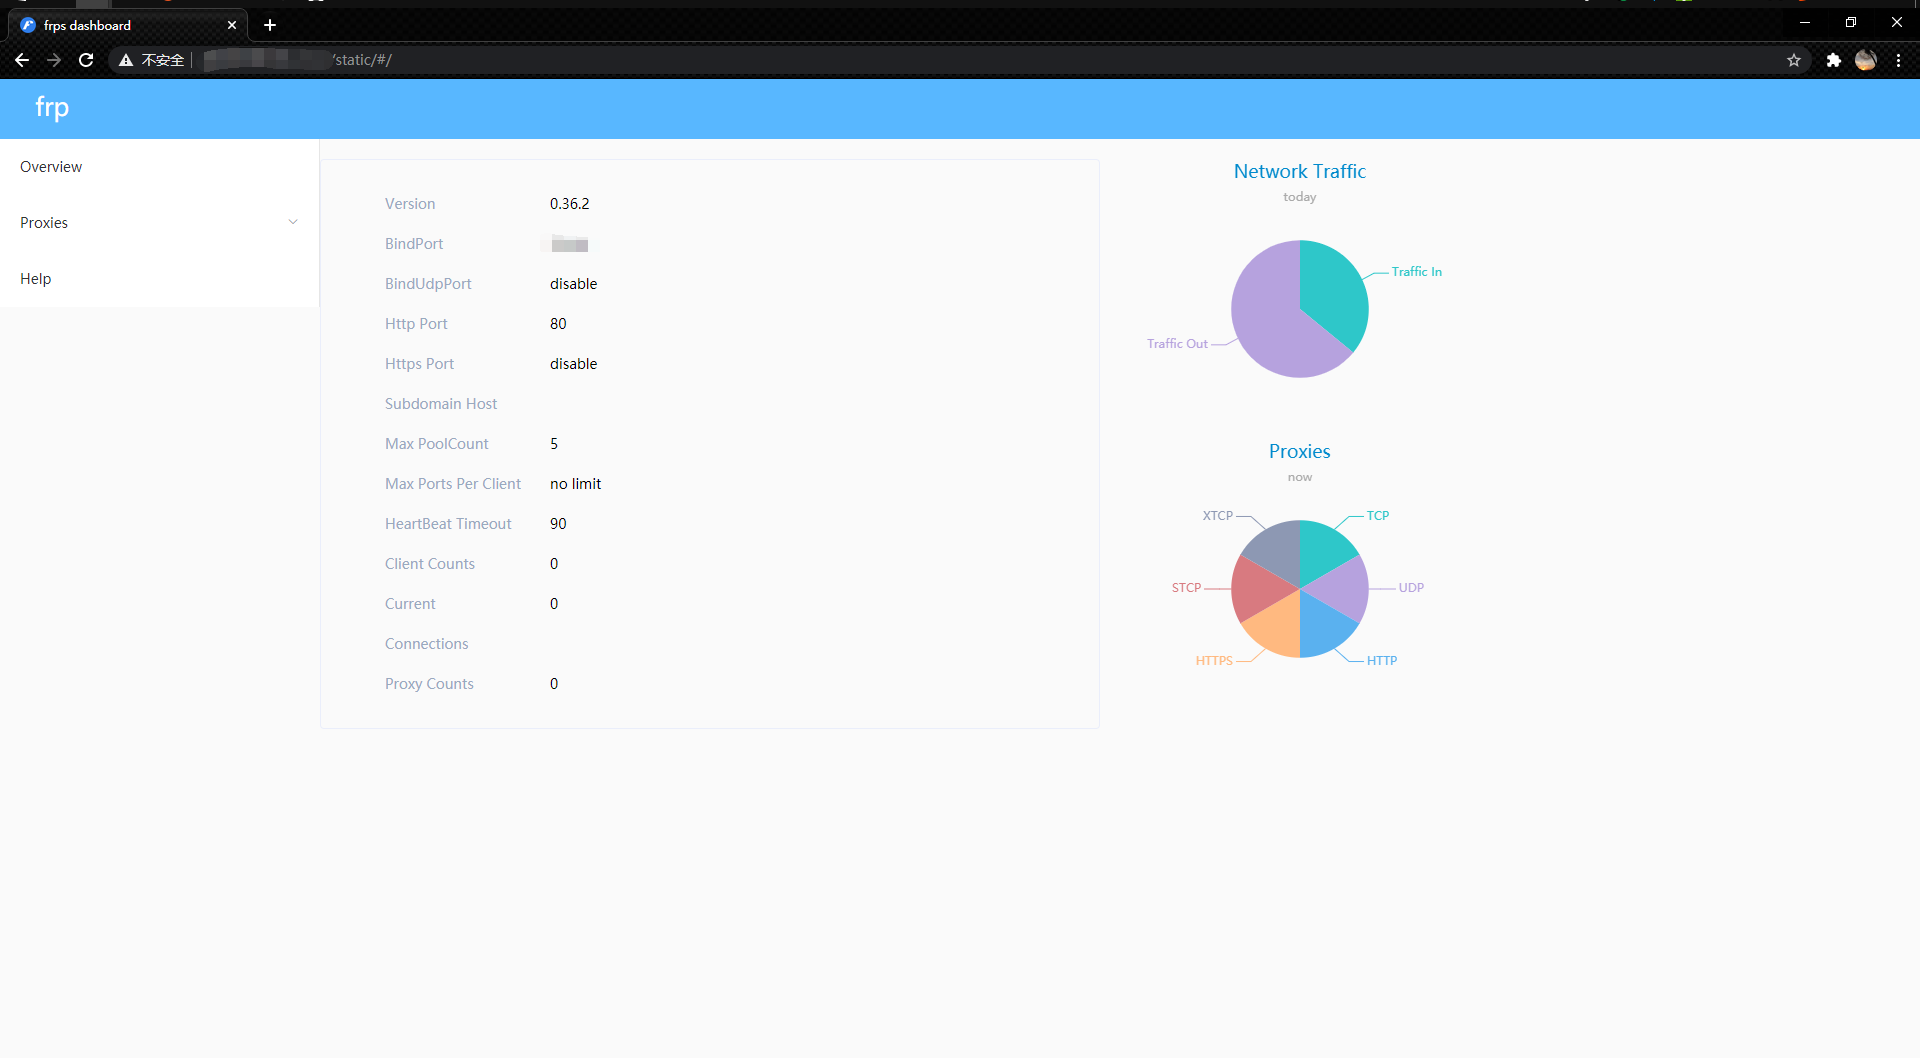 frps dashboard
不安全
/static/#/
frp
Overview
Proxies
Help
Version 0.36.2
BindPort
BindUdpPort disable
Http Port 80
Https Port disable
Subdomain Host
Max PoolCount 5
Max Ports Per Client no limit
HeartBeat Timeout 90
Client Counts 0
Current 0
Connections
Proxy Counts 0
Network Traffic
today
Traffic In
Traffic Out
Proxies
now
XTCP TCP
STCP UDP
HTTPS HTTP